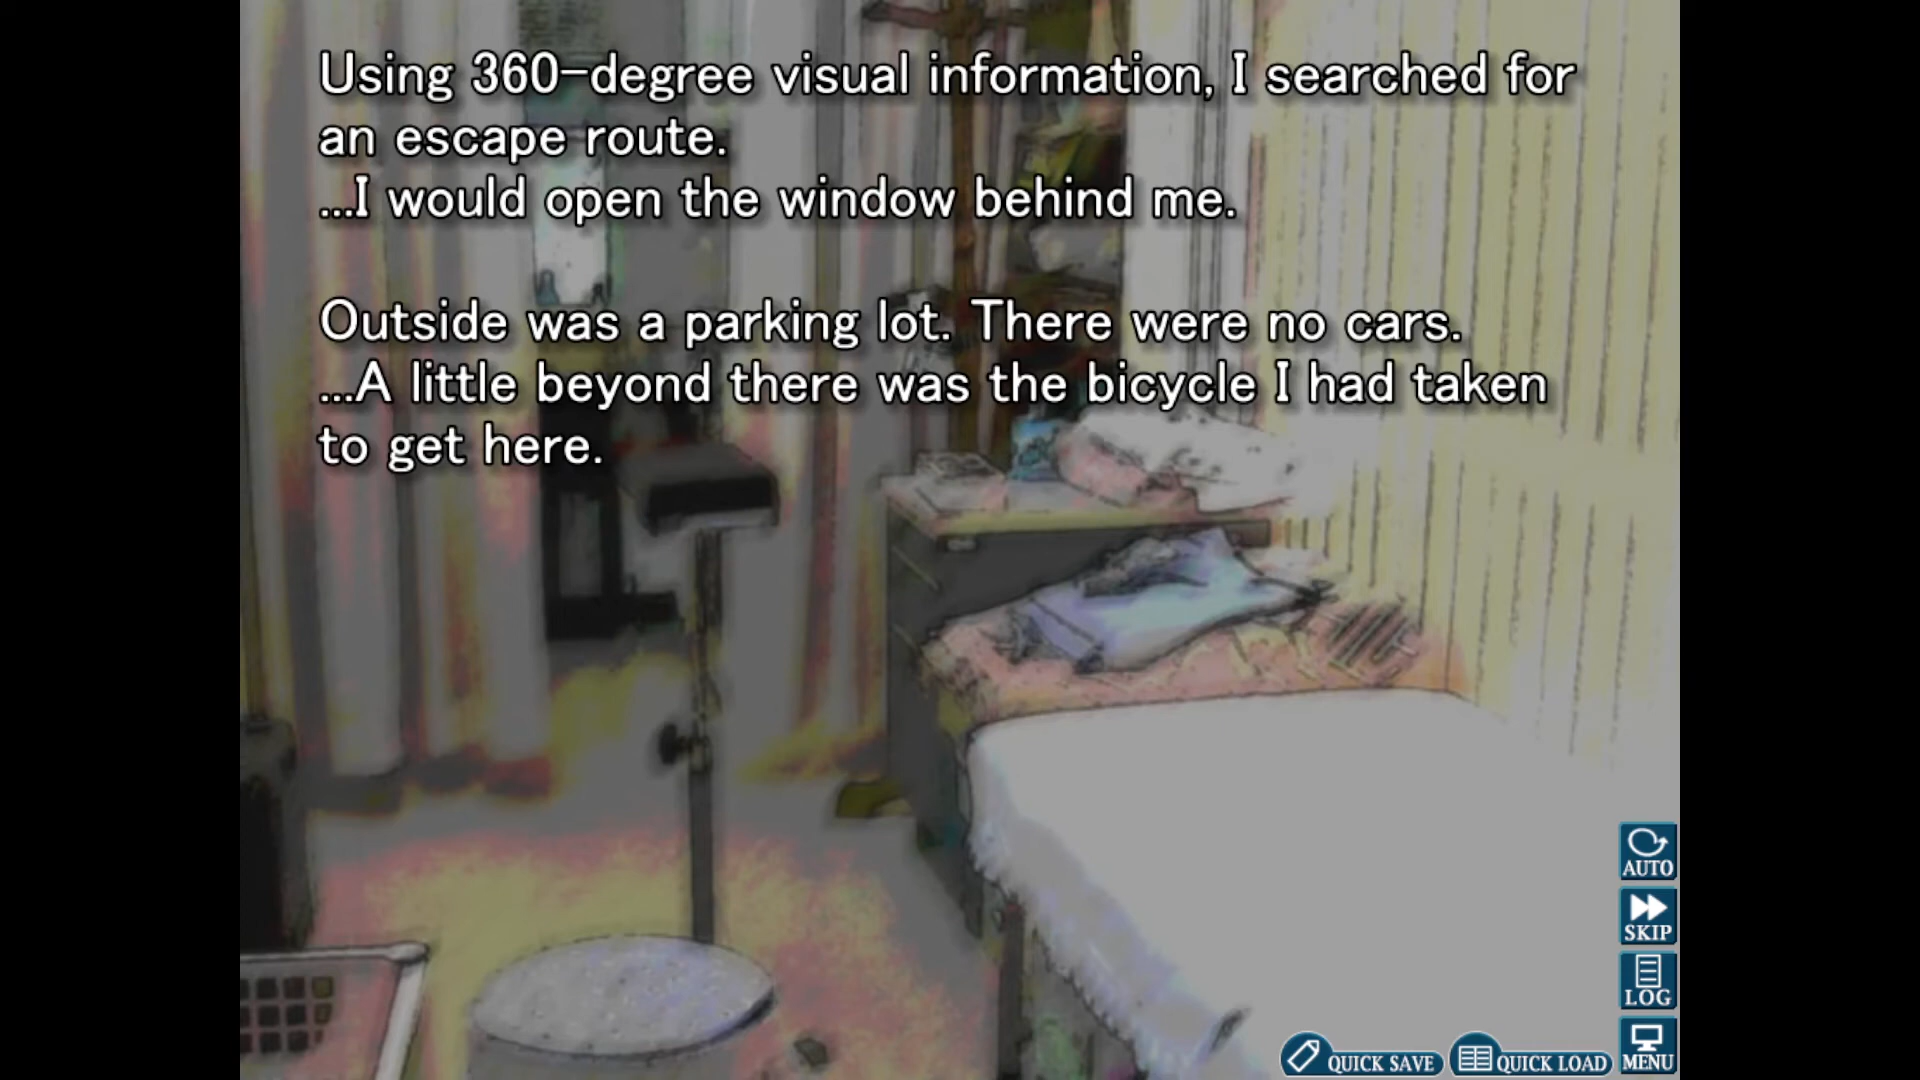 Using 360-degree visual information, I searched for
an escape route.
...I would open the window behind me.
Outside was a parking lot. There were no cars.
...A little beyond there was the bicycle I had taken
to get here.
AUTO
SKIP
LOG
MENU
QUICK SAVE
QUICK LOAD